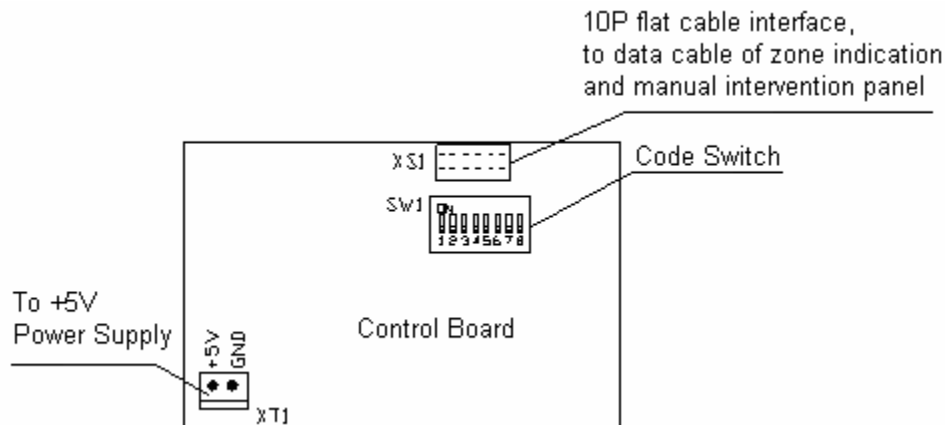 10P flat cable interface,
to data cable of zone indication
and manual intervention panel
XS1
Code Switch
SW1
ON
12345678
To +5V
Power Supply
+5V
GND
Control Board
XT1